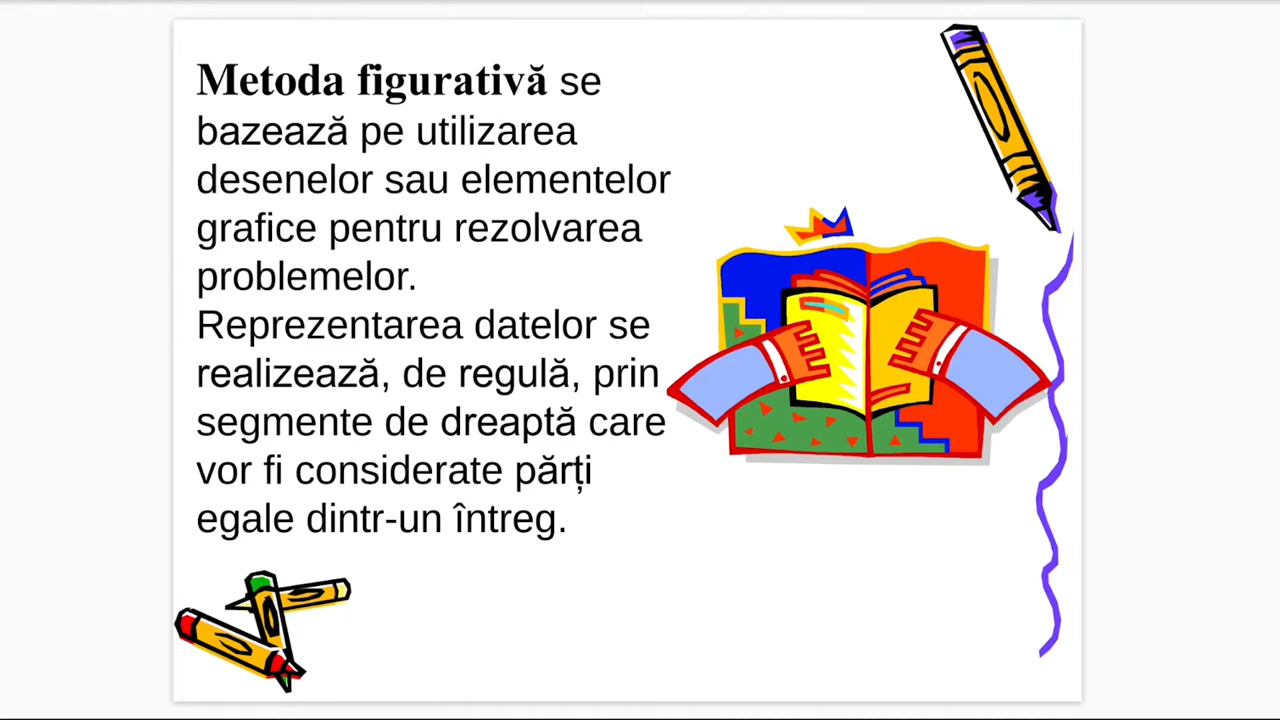 Metoda figurativă se
bazează pe utilizarea
desenelor sau elementelor
grafice pentru rezolvarea
problemelor.
Reprezentarea datelor se
realizează, de regulă, prin
segmente de dreaptă care
vor fi considerate părți
egale dintr-un întreg.